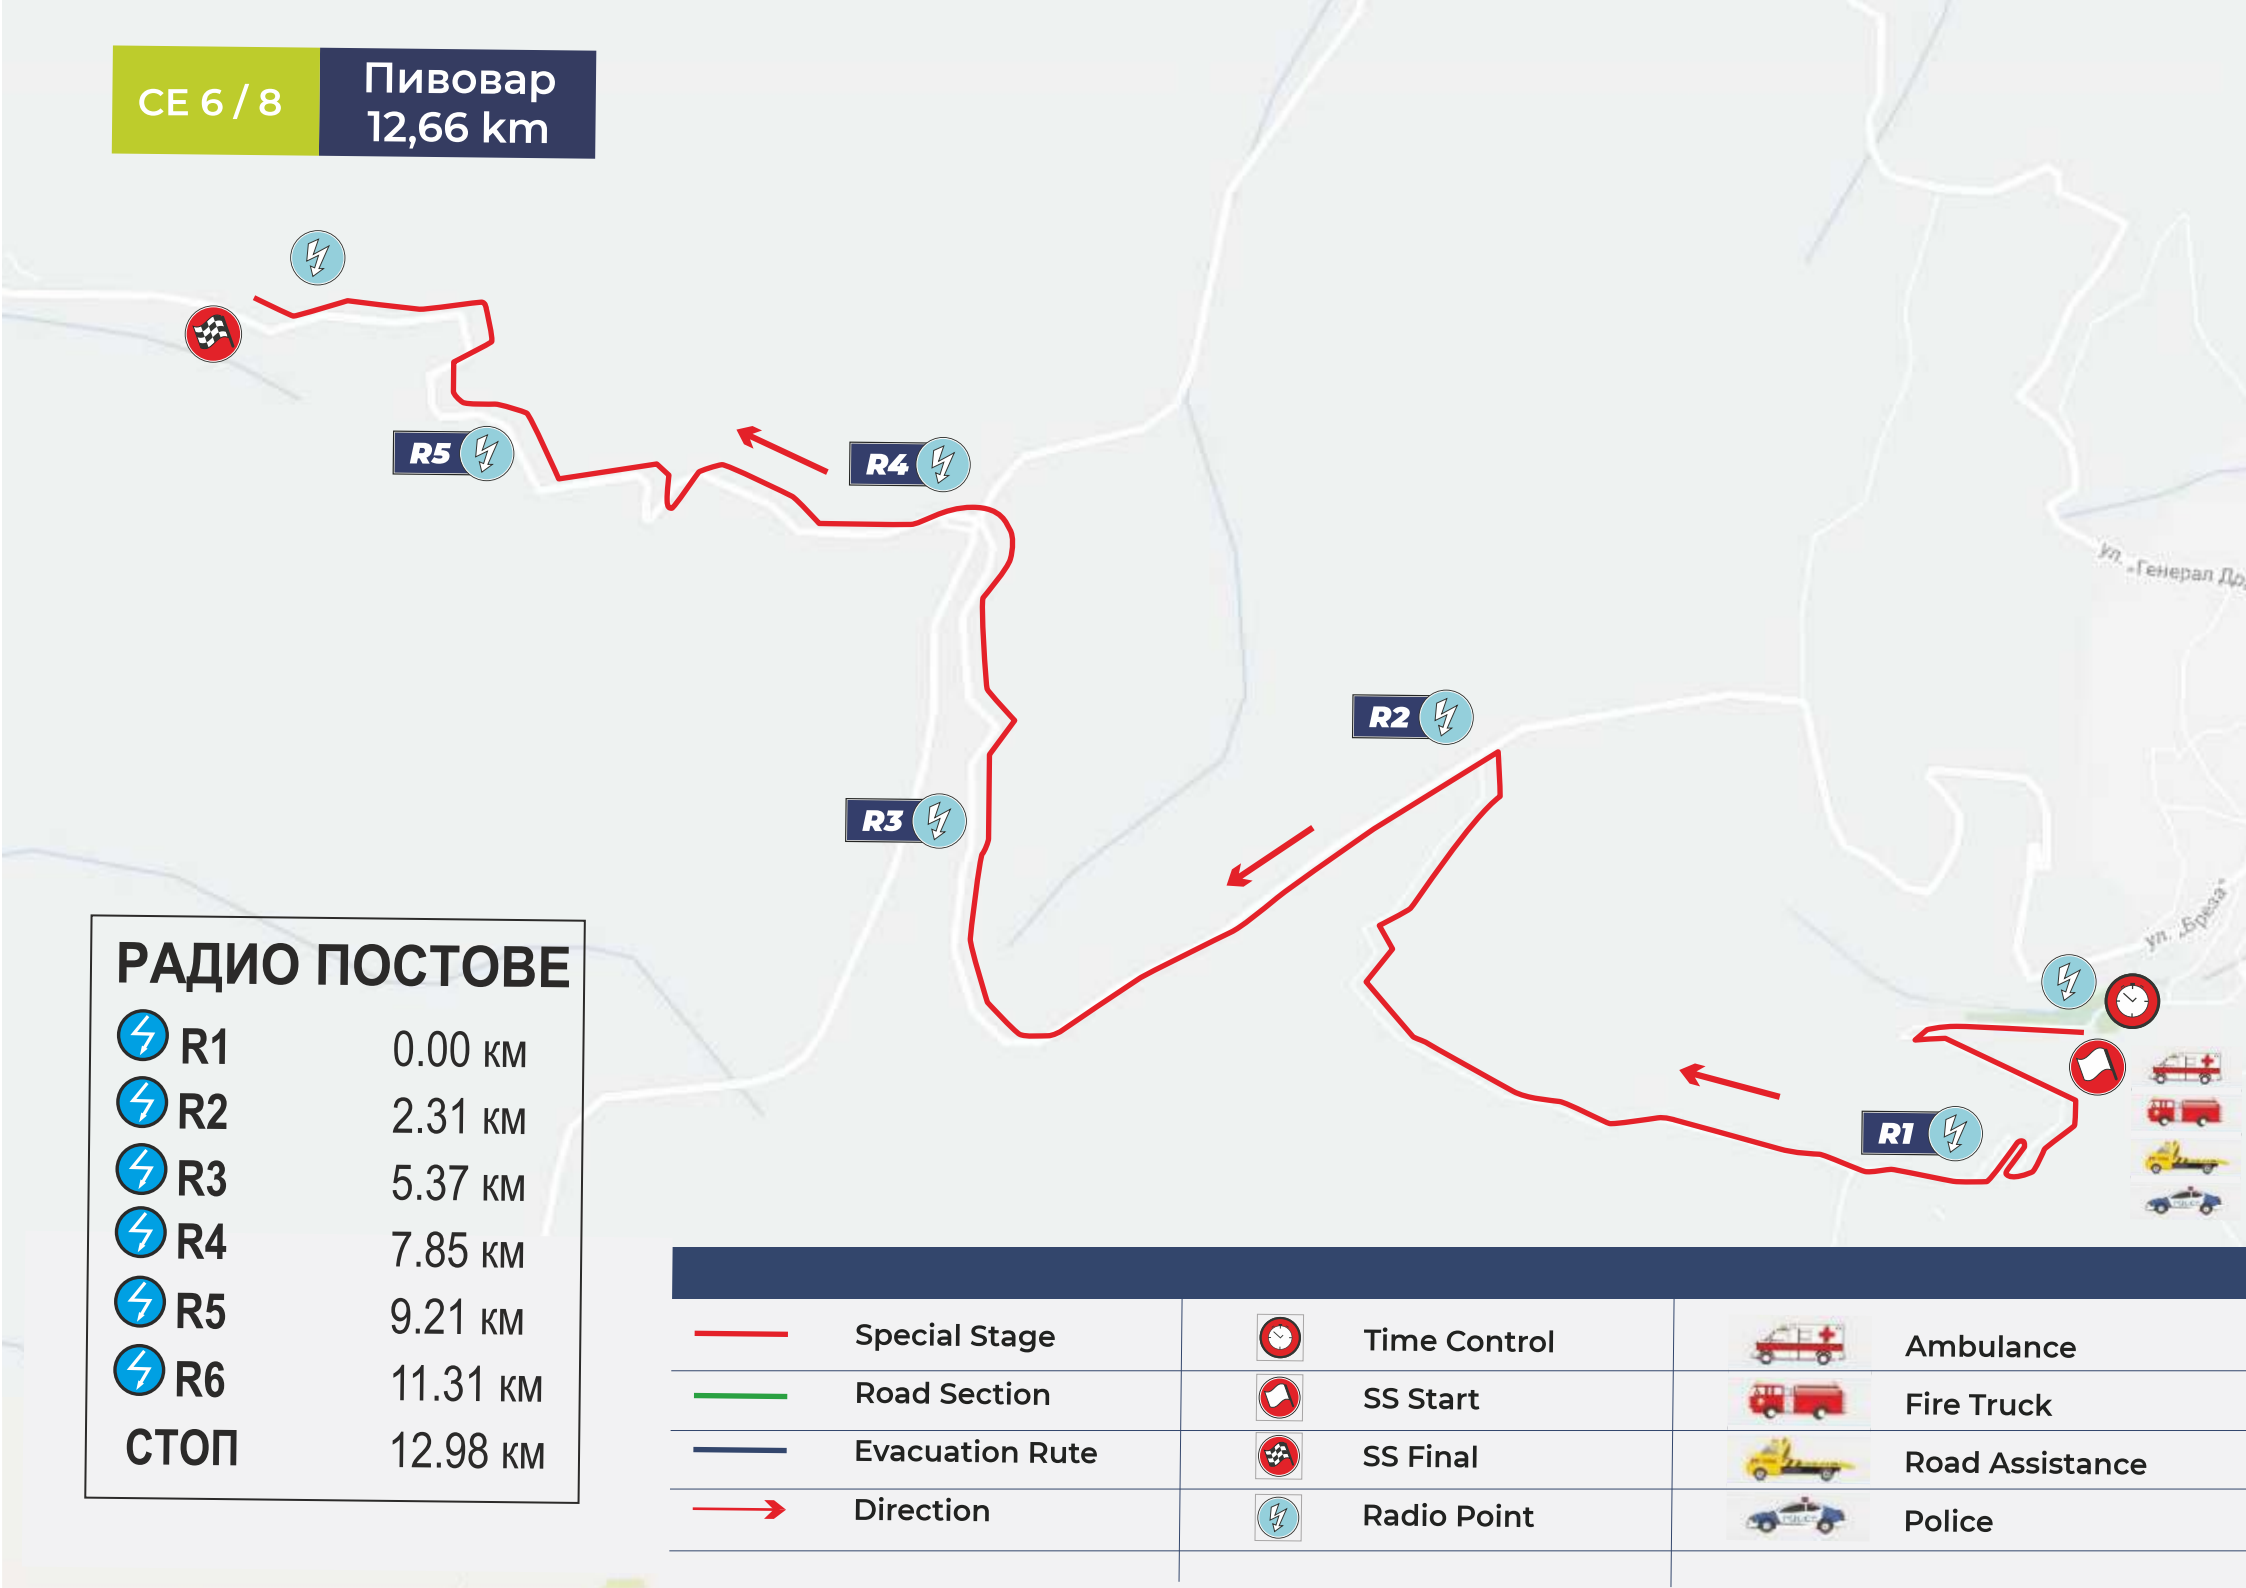 СЕ 6 / 8
Пивовар
12,66 km
R5
R4
ул. „Генерал
R2
R3
ул. „Бреза“
R1
РАДИО ПОСТОВЕ
R1 0.00 км
R2 2.31 км
R3 5.37 км
R4 7.85 км
R5 9.21 км
R6 11.31 км
СТОП 12.98 км
Special Stage
Time Control
Ambulance
Road Section
SS Start
Fire Truck
Evacuation Rute
SS Final
Road Assistance
Direction
Radio Point
Police